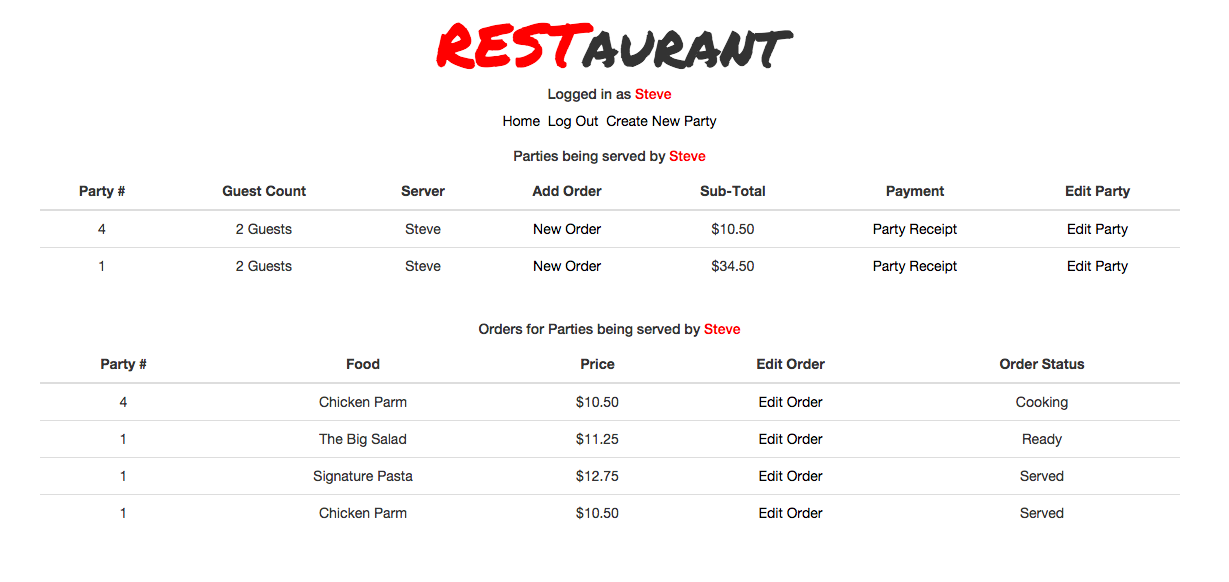 RESTAURANT
Logged in as Steve
Home Log Out Create New Party
Parties being served by Steve
Party # Guest Count Server Add Order Sub-Total Payment Edit Party
4 2 Guests Steve New Order $10.50 Party Receipt Edit Party
1 2 Guests Steve New Order $34.50 Party Receipt Edit Party
Orders for Parties being served by Steve
Party # Food Price Edit Order Order Status
4 Chicken Parm $10.50 Edit Order Cooking
1 The Big Salad $11.25 Edit Order Ready
1 Signature Pasta $12.75 Edit Order Served
1 Chicken Parm $10.50 Edit Order Served